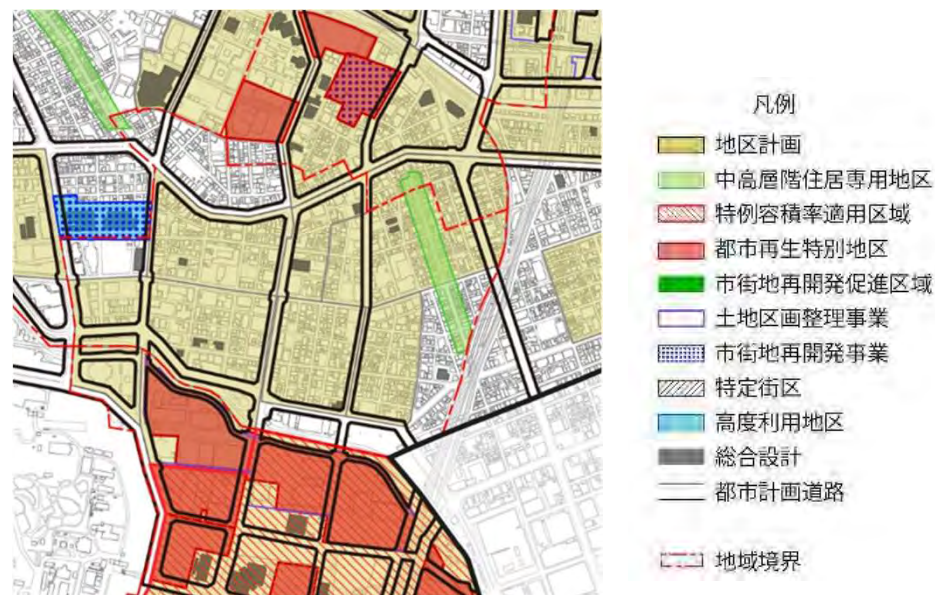 凡例
地区計画
中高層階住居専用地区
特例容積率適用区域
都市再生特別地区
市街地再開発促進区域
土地区画整理事業
市街地再開発事業
特定街区
高度利用地区
総合設計
都市計画道路
地域境界